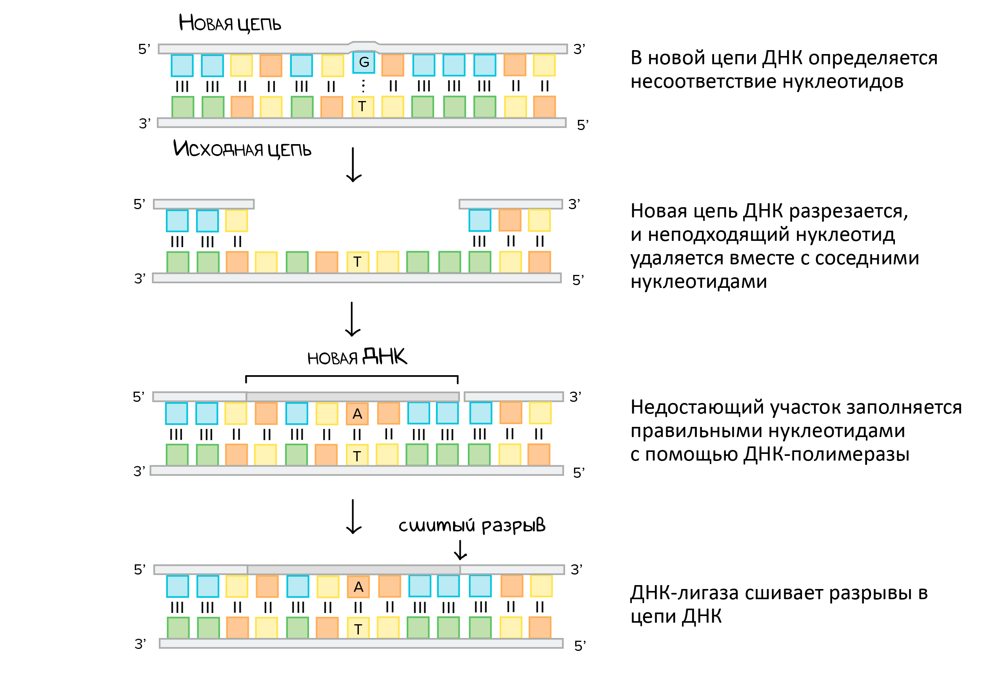 Новая цепь
5’ 3’
G
T
3’ 5’
Исходная цепь
В новой цепи ДНК определяется
несоответствие нуклеотидов
5’ 3’
T
3’ 5’
Новая цепь ДНК разрезается,
и неподходящий нуклеотид
удаляется вместе с соседними
нуклеотидами
новая ДНК
5’ 3’
A
T
3’ 5’
Недостающий участок заполняется
правильными нуклеотидами
с помощью ДНК-полимеразы
сшитый разрыв
5’ 3’
A
T
3’ 5’
ДНК-лигаза сшивает разрывы в
цепи ДНК